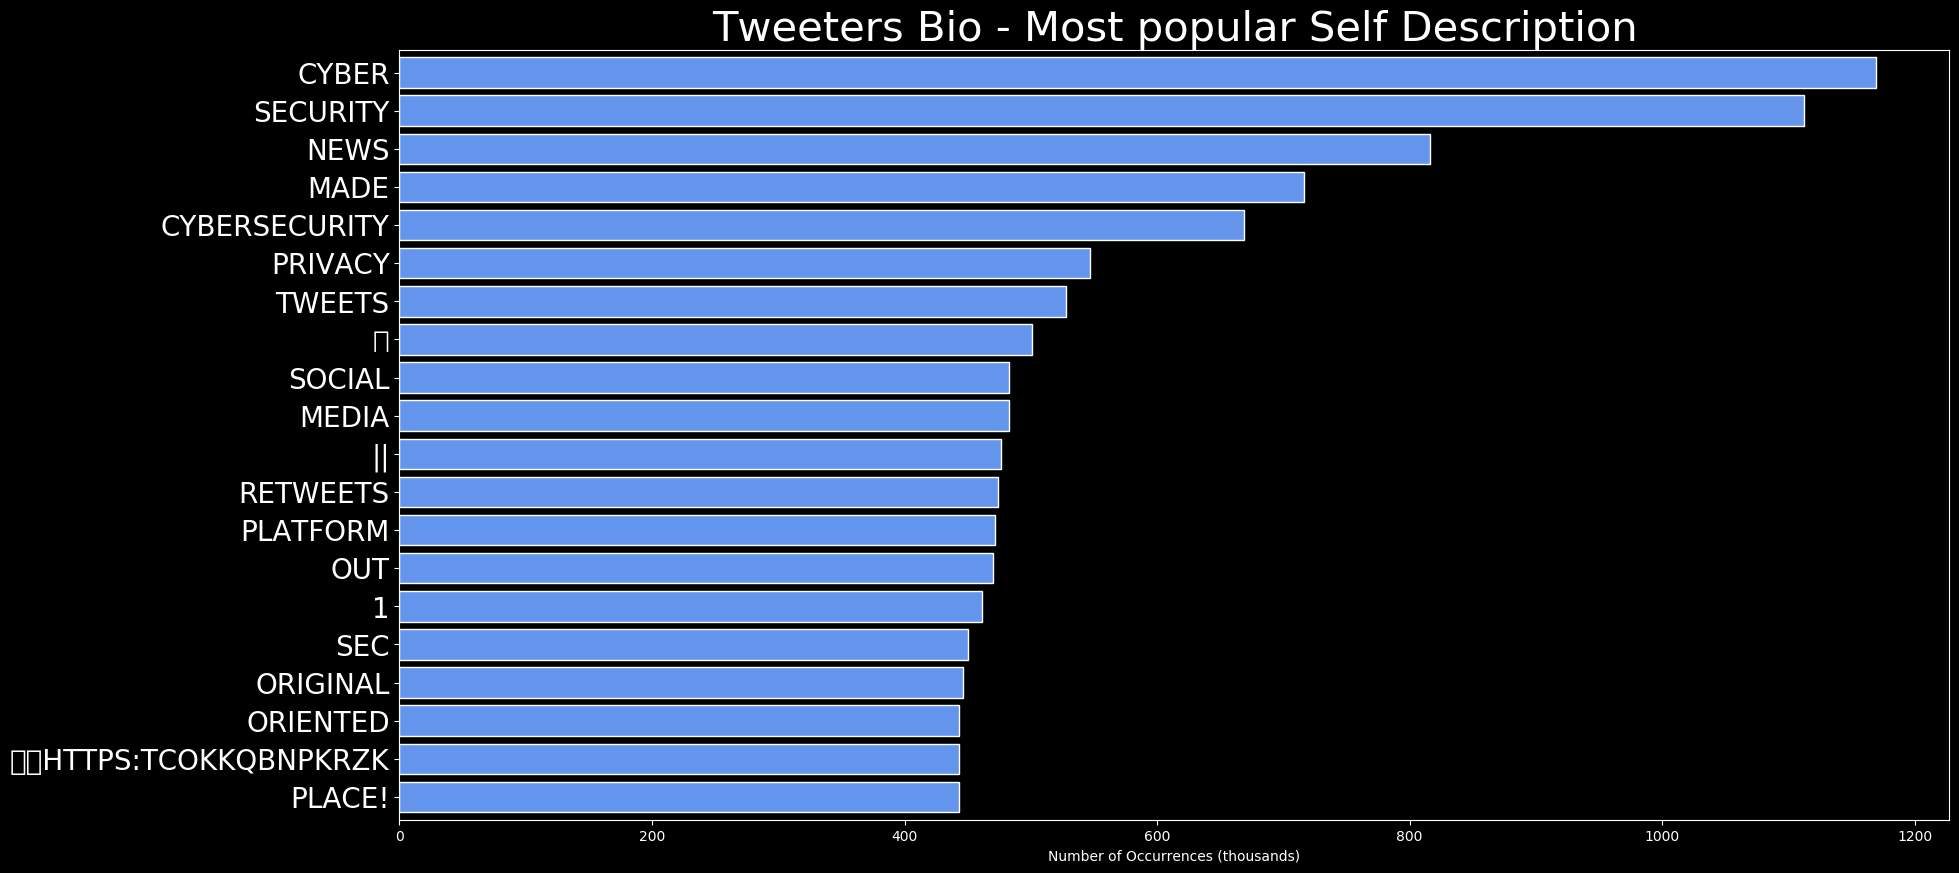 Tweeters Bio - Most popular Self Description
CYBER
SECURITY
NEWS
MADE
CYBERSECURITY
PRIVACY
TWEETS
SOCIAL
MEDIA
||
RETWEETS
PLATFORM
OUT
1
SEC
ORIGINAL
ORIENTED
HTTPS:TCOKKQBNPKRZK
PLACE!
0 200 400 600 800 1000 1200
Number of Occurrences (thousands)